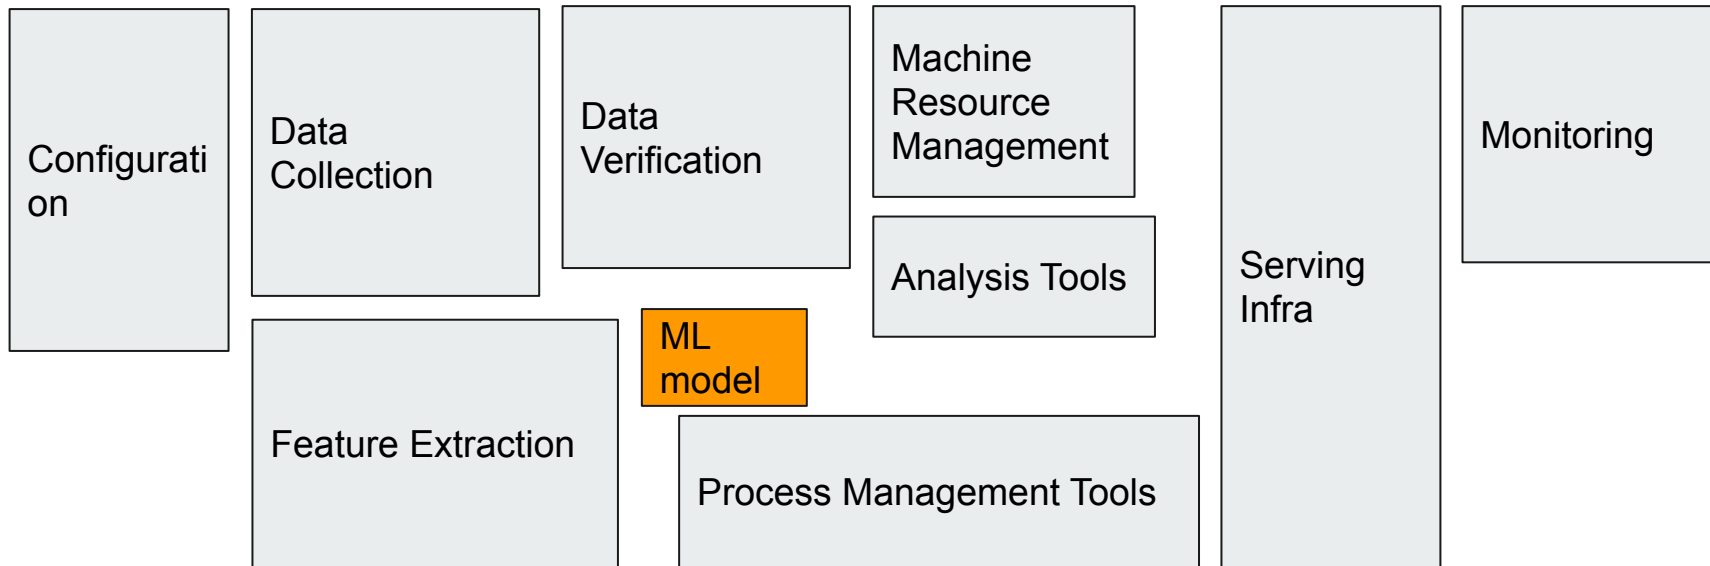 Configurati
on
Data
Collection
Data
Verification
Machine
Resource
Management
Analysis Tools
Serving
Infra
Monitoring
ML
model
Feature Extraction
Process Management Tools